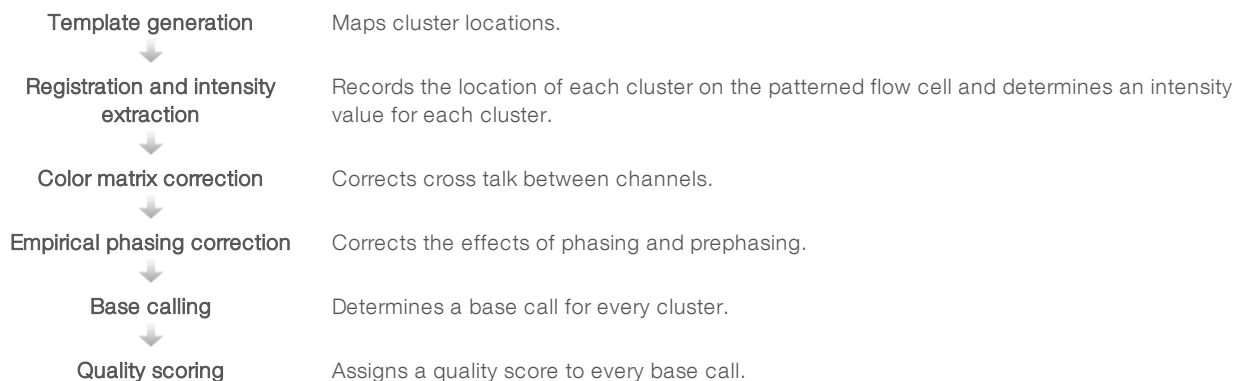 Template generation Maps cluster locations.
Registration and intensity Records the location of each cluster on the patterned flow cell and determines an intensity
extraction value for each cluster.
Color matrix correction Corrects cross talk between channels.
Empirical phasing correction Corrects the effects of phasing and prephasing.
Base calling Determines a base call for every cluster.
Quality scoring Assigns a quality score to every base call.